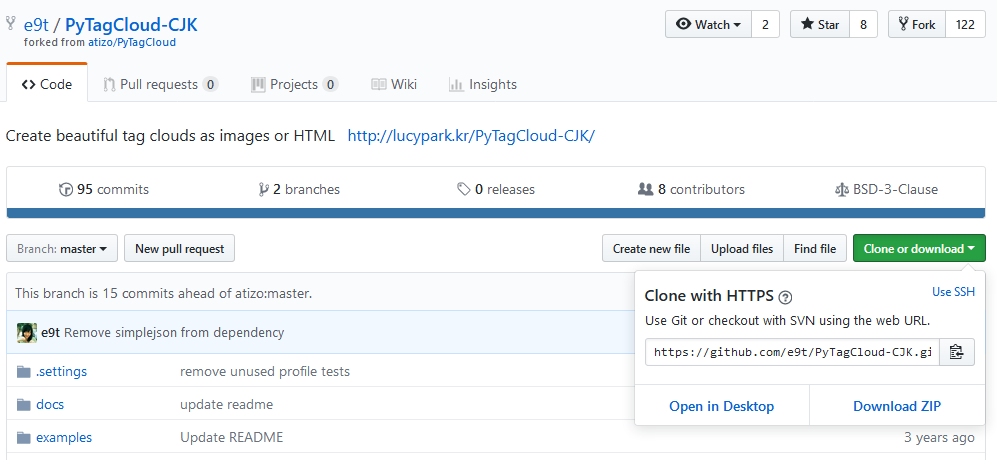 e9t / PyTagCloud-CJK
forked from atizo/PyTagCloud
Watch 2 Star 8 Fork 122
Code Pull requests 0 Projects 0 Wiki Insights
Create beautiful tag clouds as images or HTML http://lucypark.kr/PyTagCloud-CJK/
95 commits 2 branches 0 releases 8 contributors BSD-3-Clause
Branch: master New pull request Create new file Upload files Find file Clone or download
This branch is 15 commits ahead of atizo:master.
Clone with HTTPS ? Use SSH
Use Git or checkout with SVN using the web URL.
https://github.com/e9t/PyTagCloud-CJK.gi
Open in Desktop Download ZIP
e9t Remove simplejson from dependency
.settings remove unused profile tests
docs update readme
examples Update README 3 years ago